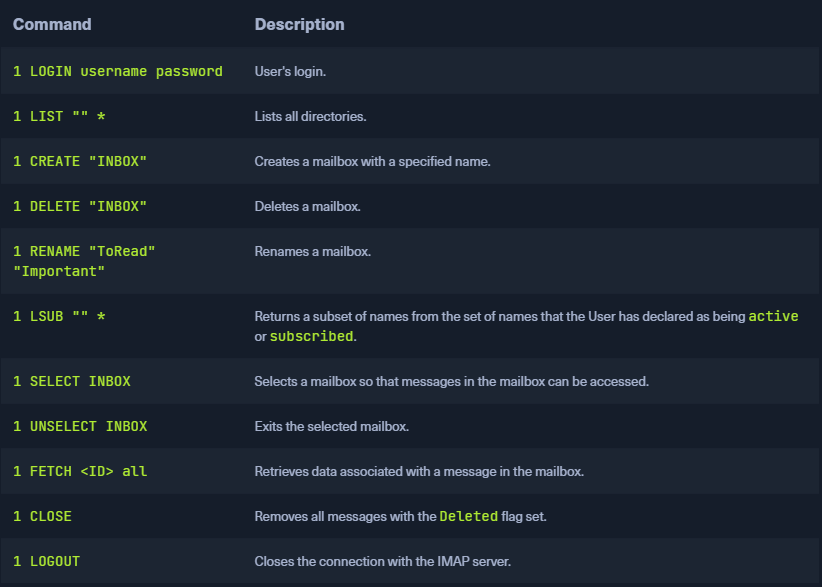 Command Description
1 LOGIN username password User's login.
1 LIST "" * Lists all directories.
1 CREATE "INBOX" Creates a mailbox with a specified name.
1 DELETE "INBOX" Deletes a mailbox.
1 RENAME "ToRead" Renames a mailbox.
"Important"
1 LSUB "" * Returns a subset of names from the set of names that the User has declared as being active
or subscribed.
1 SELECT INBOX Selects a mailbox so that messages in the mailbox can be accessed.
1 UNSELECT INBOX Exits the selected mailbox.
1 FETCH <ID> all Retrieves data associated with a message in the mailbox.
1 CLOSE Removes all messages with the Deleted flag set.
1 LOGOUT Closes the connection with the IMAP server.